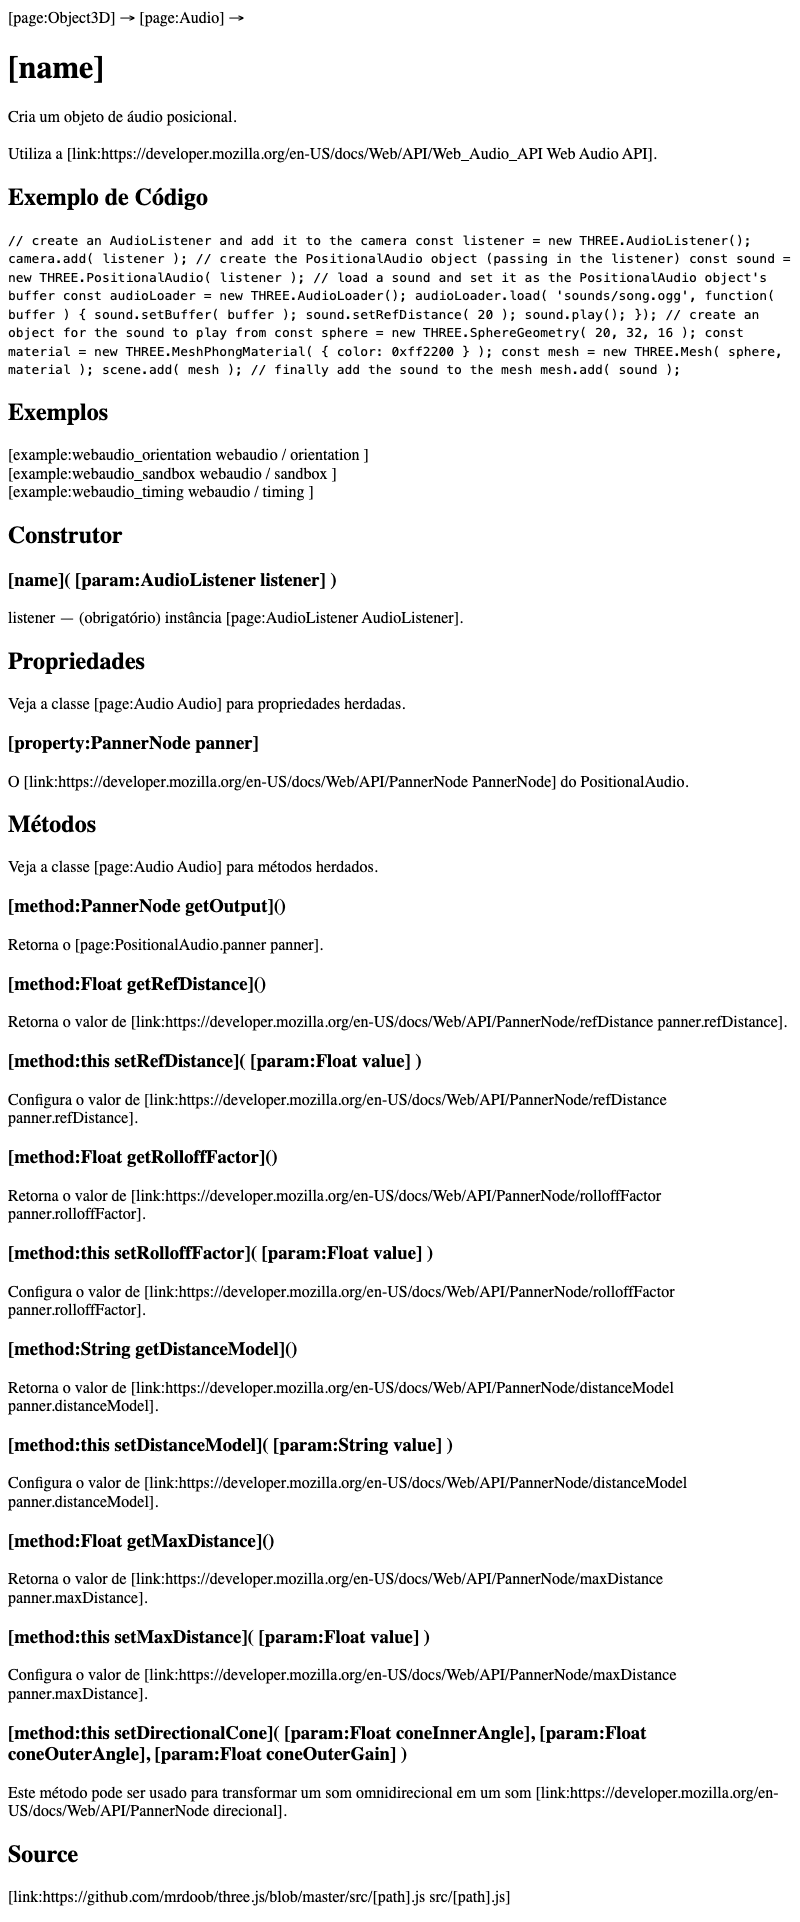 [page:Object3D] → [page:Audio] →
[name]
Cria um objeto de áudio posicional.
Utiliza a [link:https://developer.mozilla.org/en-US/docs/Web/API/Web_Audio_API Web Audio API].
Exemplo de Código
// create an AudioListener and add it to the camera const listener = new THREE.AudioListener();
camera.add( listener ); // create the PositionalAudio object (passing in the listener) const sound =
new THREE.PositionalAudio( listener ); // load a sound and set it as the PositionalAudio object's
buffer const audioLoader = new THREE.AudioLoader(); audioLoader.load( 'sounds/song.ogg', function(
buffer ) { sound.setBuffer( buffer ); sound.setRefDistance( 20 ); sound.play(); }); // create an
object for the sound to play from const sphere = new THREE.SphereGeometry( 20, 32, 16 ); const
material = new THREE.MeshPhongMaterial( { color: 0xff2200 } ); const mesh = new THREE.Mesh( sphere,
material ); scene.add( mesh ); // finally add the sound to the mesh mesh.add( sound );
Exemplos
[example:webaudio_orientation webaudio / orientation ]
[example:webaudio_sandbox webaudio / sandbox ]
[example:webaudio_timing webaudio / timing ]
Construtor
[name]( [param:AudioListener listener] )
listener — (obrigatório) instância [page:AudioListener AudioListener].
Propriedades
Veja a classe [page:Audio Audio] para propriedades herdadas.
[property:PannerNode panner]
O [link:https://developer.mozilla.org/en-US/docs/Web/API/PannerNode PannerNode] do PositionalAudio.
Métodos
Veja a classe [page:Audio Audio] para métodos herdados.
[method:PannerNode getOutput]()
Retorna o [page:PositionalAudio.panner panner].
[method:Float getRefDistance]()
Retorna o valor de [link:https://developer.mozilla.org/en-US/docs/Web/API/PannerNode/refDistance panner.refDistance].
[method:this setRefDistance]( [param:Float value] )
Configura o valor de [link:https://developer.mozilla.org/en-US/docs/Web/API/PannerNode/refDistance
panner.refDistance].
[method:Float getRolloffFactor]()
Retorna o valor de [link:https://developer.mozilla.org/en-US/docs/Web/API/PannerNode/rolloffFactor
panner.rolloffFactor].
[method:this setRolloffFactor]( [param:Float value] )
Configura o valor de [link:https://developer.mozilla.org/en-US/docs/Web/API/PannerNode/rolloffFactor
panner.rolloffFactor].
[method:String getDistanceModel]()
Retorna o valor de [link:https://developer.mozilla.org/en-US/docs/Web/API/PannerNode/distanceModel
panner.distanceModel].
[method:this setDistanceModel]( [param:String value] )
Configura o valor de [link:https://developer.mozilla.org/en-US/docs/Web/API/PannerNode/distanceModel
panner.distanceModel].
[method:Float getMaxDistance]()
Retorna o valor de [link:https://developer.mozilla.org/en-US/docs/Web/API/PannerNode/maxDistance
panner.maxDistance].
[method:this setMaxDistance]( [param:Float value] )
Configura o valor de [link:https://developer.mozilla.org/en-US/docs/Web/API/PannerNode/maxDistance
panner.maxDistance].
[method:this setDirectionalCone]( [param:Float coneInnerAngle], [param:Float
coneOuterAngle], [param:Float coneOuterGain] )
Este método pode ser usado para transformar um som omnidirecional em um som [link:https://developer.mozilla.org/en-
US/docs/Web/API/PannerNode direcional].
Source
[link:https://github.com/mrdoob/three.js/blob/master/src/[path].js src/[path].js]